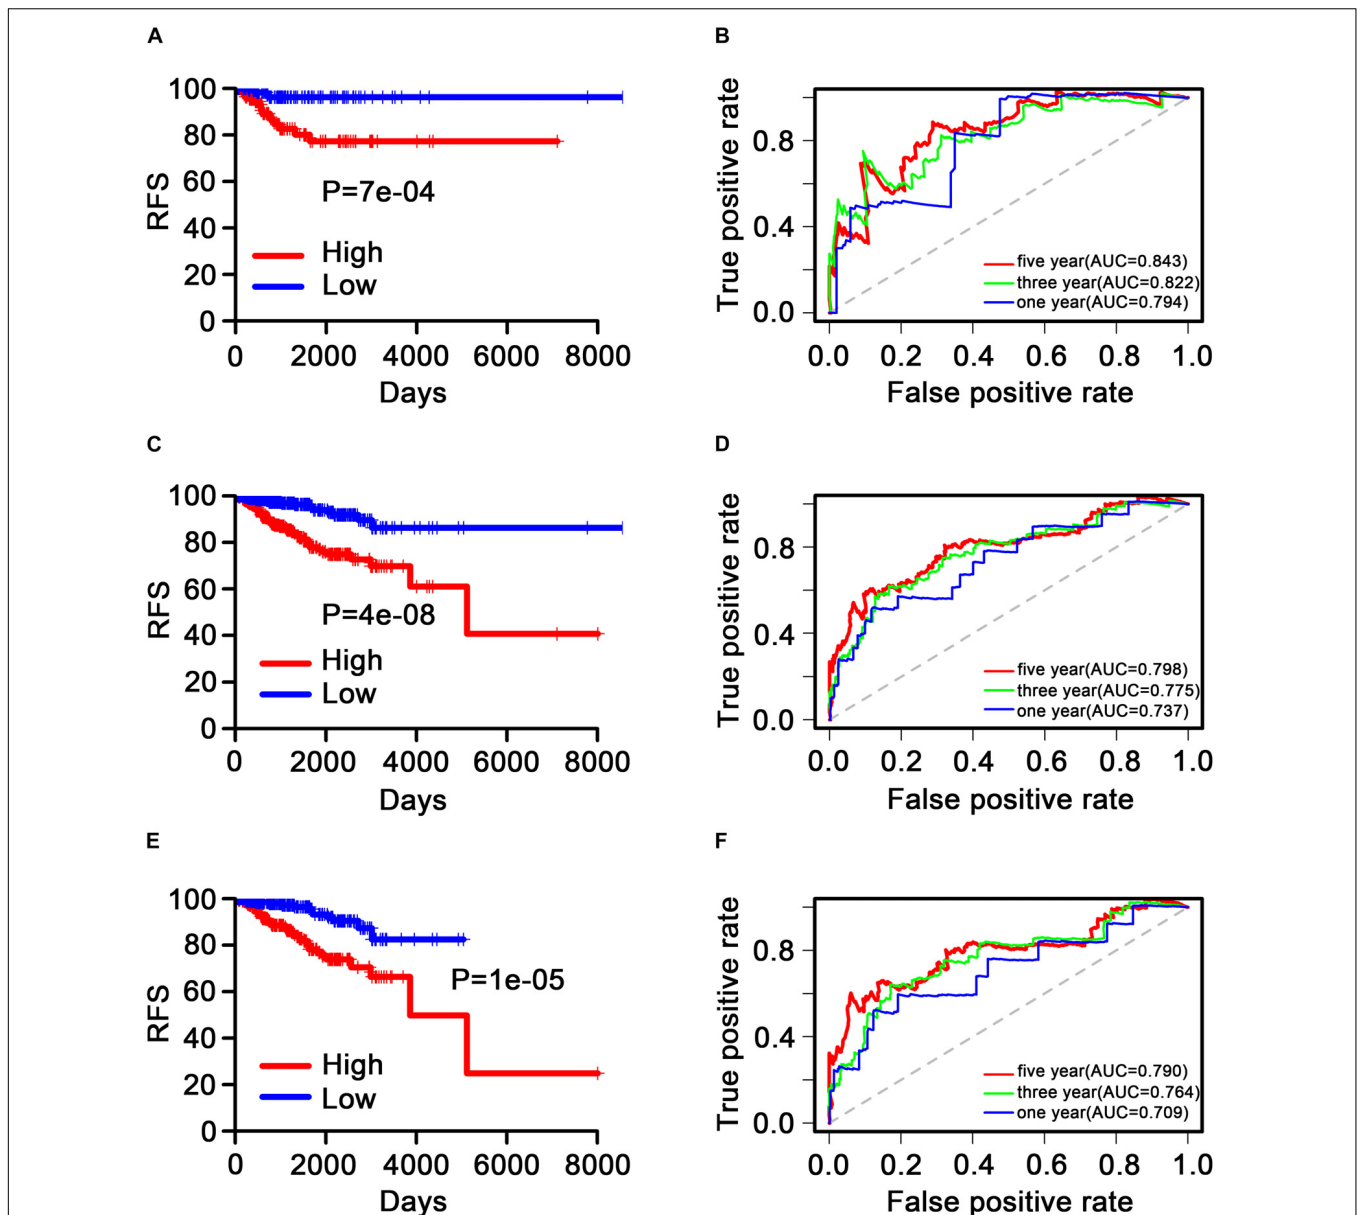 A
100
80
60
40
20
0
RFS
P=7e-04
High
Low
0 2000 4000 6000 8000
Days
B
True positive rate
0.8
0.4
0.0
five year(AUC=0.843)
three year(AUC=0.822)
one year(AUC=0.794)
0.0 0.2 0.4 0.6 0.8 1.0
False positive rate
C
100
80
60
40
20
0
RFS
P=4e-08
High
Low
0 2000 4000 6000 8000
Days
D
True positive rate
0.8
0.4
0.0
five year(AUC=0.798)
three year(AUC=0.775)
one year(AUC=0.737)
0.0 0.2 0.4 0.6 0.8 1.0
False positive rate
E
100
80
60
40
20
0
RFS
P=1e-05
High
Low
0 2000 4000 6000 8000
Days
F
True positive rate
0.8
0.4
0.0
five year(AUC=0.790)
three year(AUC=0.764)
one year(AUC=0.709)
0.0 0.2 0.4 0.6 0.8 1.0
False positive rate